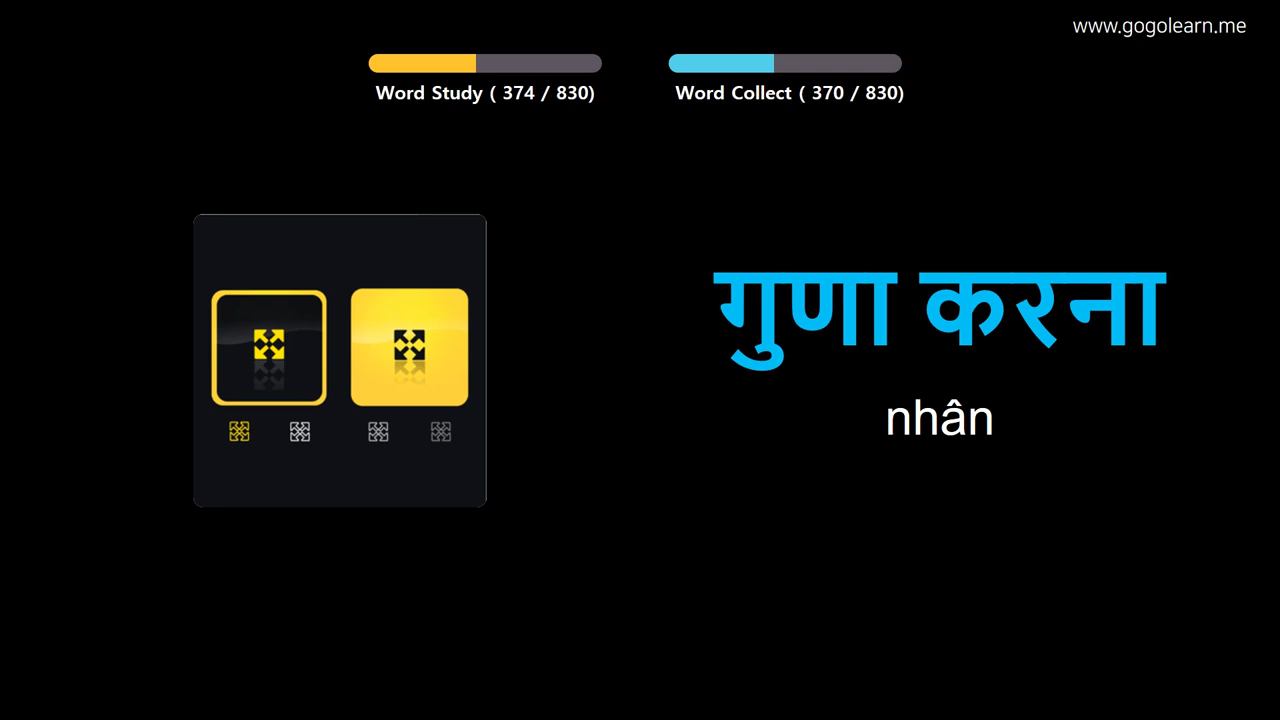 www.gogolearn.me
Word Study ( 374 / 830)
Word Collect ( 370 / 830)
गुणा करना
nhân